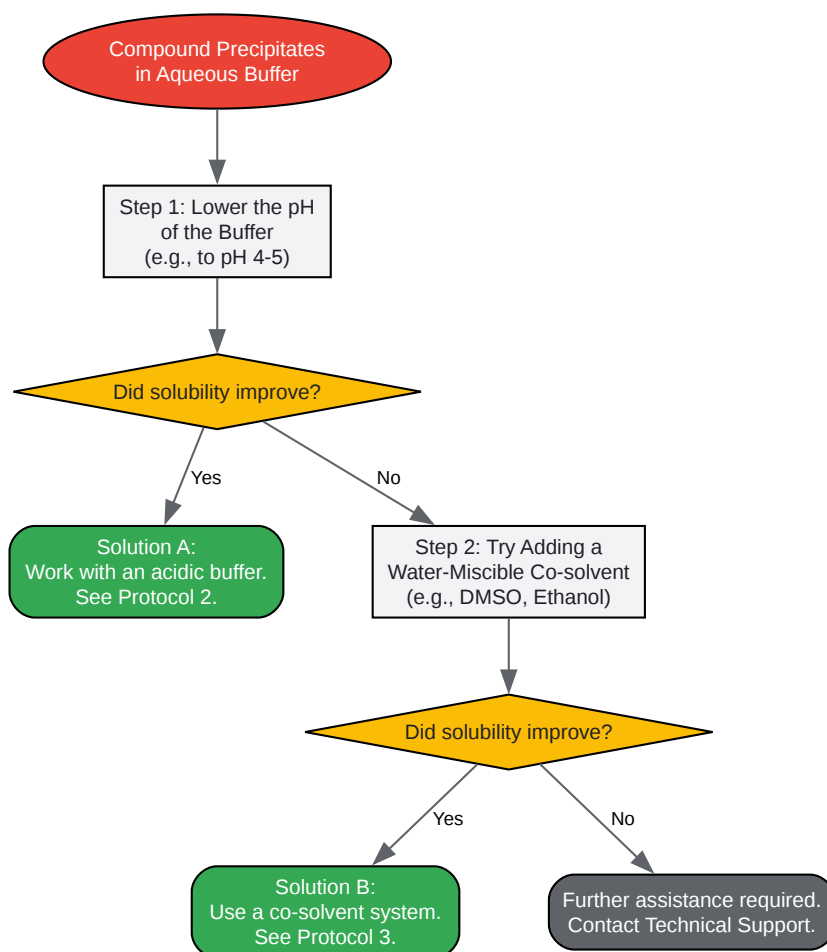 Compound Precipitates
in Aqueous Buffer
Step 1: Lower the pH
of the Buffer
(e.g., to pH 4-5)
Did solubility improve?
Yes
No
Solution A:
Work with an acidic buffer.
See Protocol 2.
Step 2: Try Adding a
Water-Miscible Co-solvent
(e.g., DMSO, Ethanol)
Did solubility improve?
Yes
No
Solution B:
Use a co-solvent system.
See Protocol 3.
Further assistance required.
Contact Technical Support.